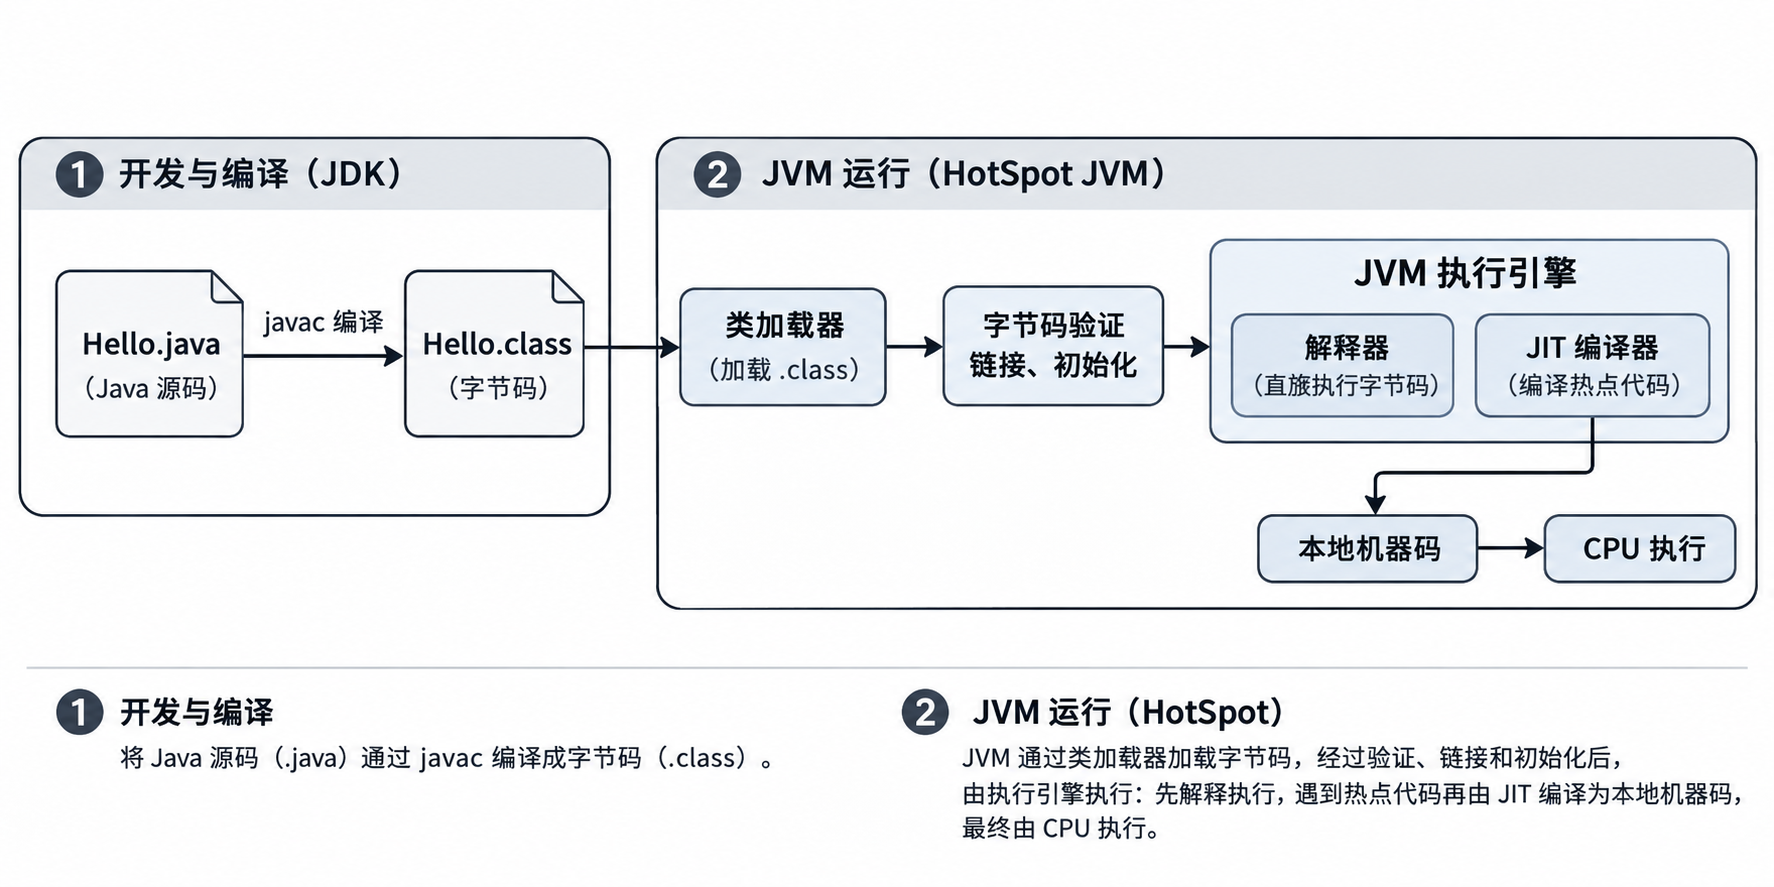 1 开发与编译（JDK）
Hello.java
（Java 源码）
javac 编译
Hello.class
（字节码）
2 JVM 运行（HotSpot JVM）
类加载器
（加载 .class）
字节码验证
链接、初始化
JVM 执行引擎
解释器
（直旅执行字节码）
JIT 编译器
（编译热点代码）
本地机器码
CPU 执行
1 开发与编译
将 Java 源码（.java）通过 javac 编译成字节码（.class）。
2 JVM 运行（HotSpot）
JVM 通过类加载器加载字节码，经过验证、链接和初始化后，
由执行引擎执行：先解释执行，遇到热点代码再由 JIT 编译为本地机器码，
最终由 CPU 执行。